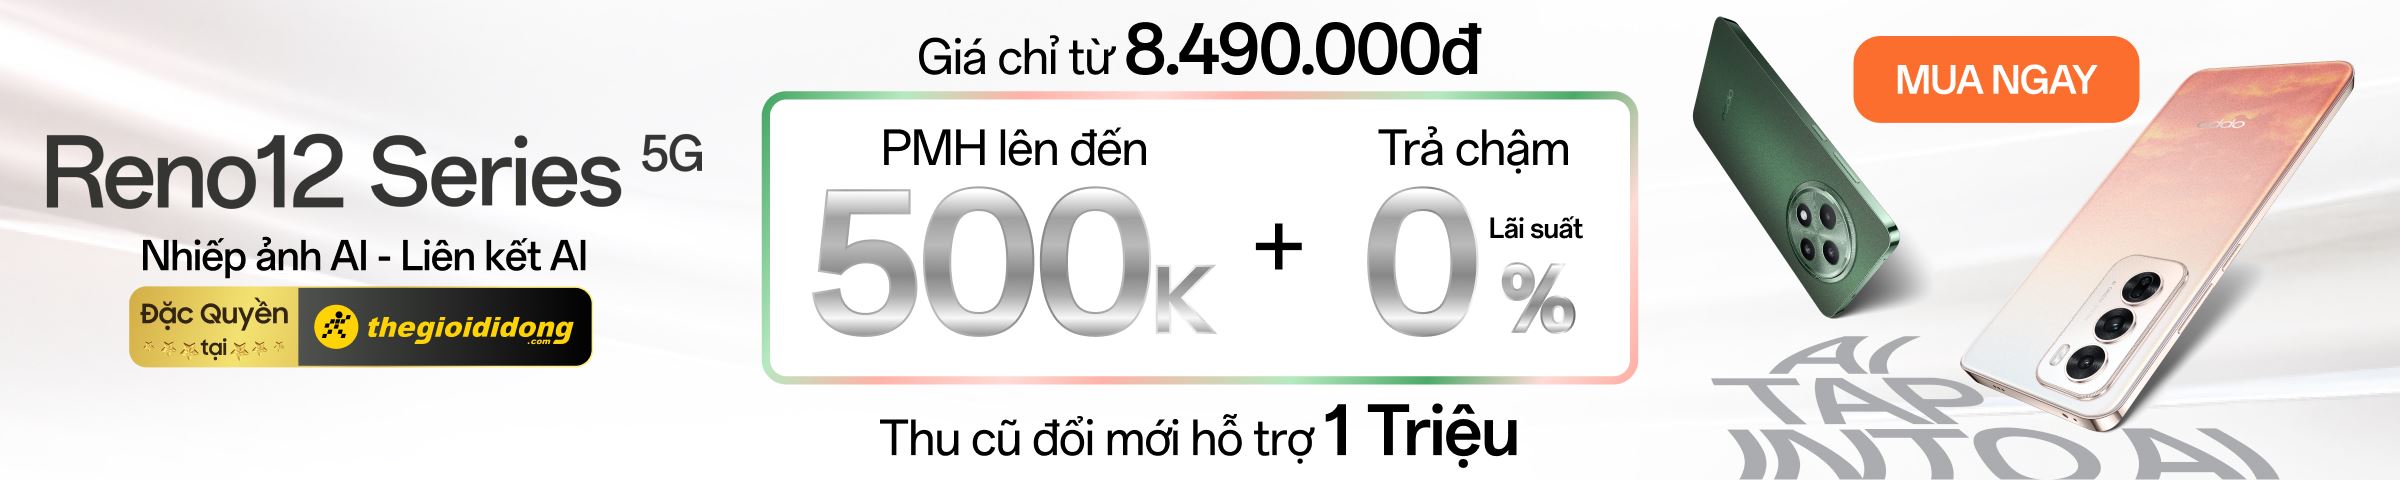 Reno12 Series 5G
Nhiếp ảnh AI - Liên kết AI
Đặc Quyền
tại
thegioididong
.com
Giá chỉ từ 8.490.000đ
PMH lên đến
500K
+
Trả chậm
0%
Lãi suất
Thu cũ đổi mới hỗ trợ 1 Triệu
MUA NGAY
oppo
oppo
AI
TAP
INTO AI